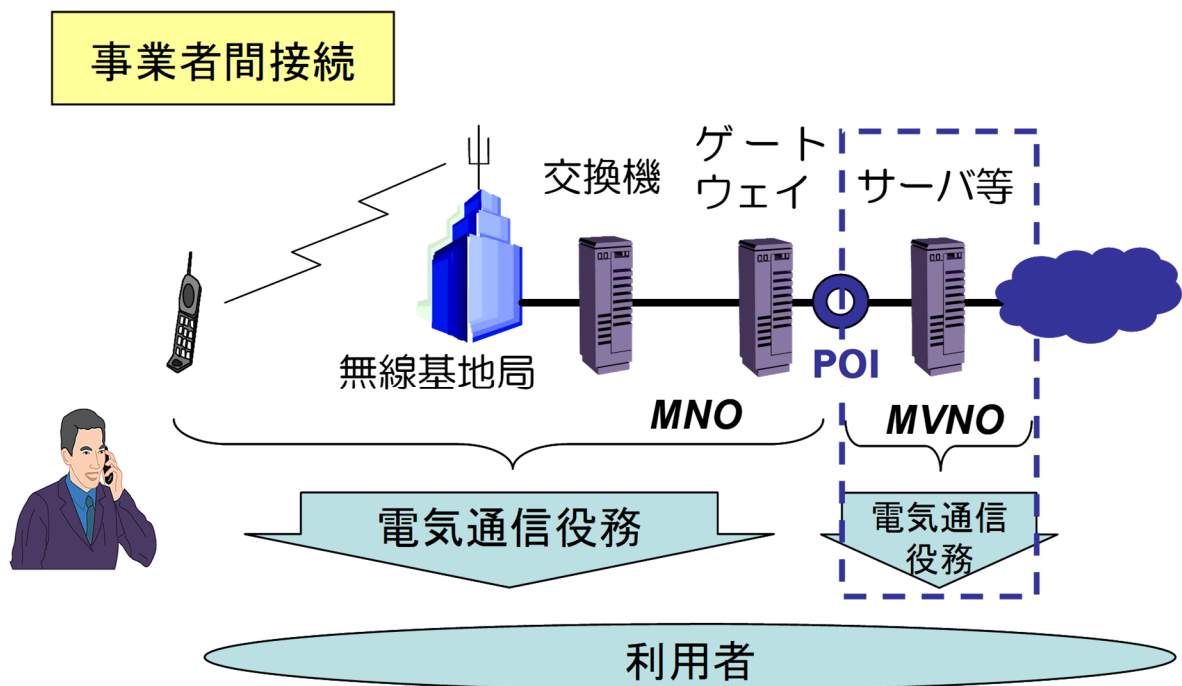 事業者間接続
ゲート
ウェイ
交換機
サーバ等
無線基地局
POI
MNO
MVNO
電気通信役務
電気通信
役務
利用者